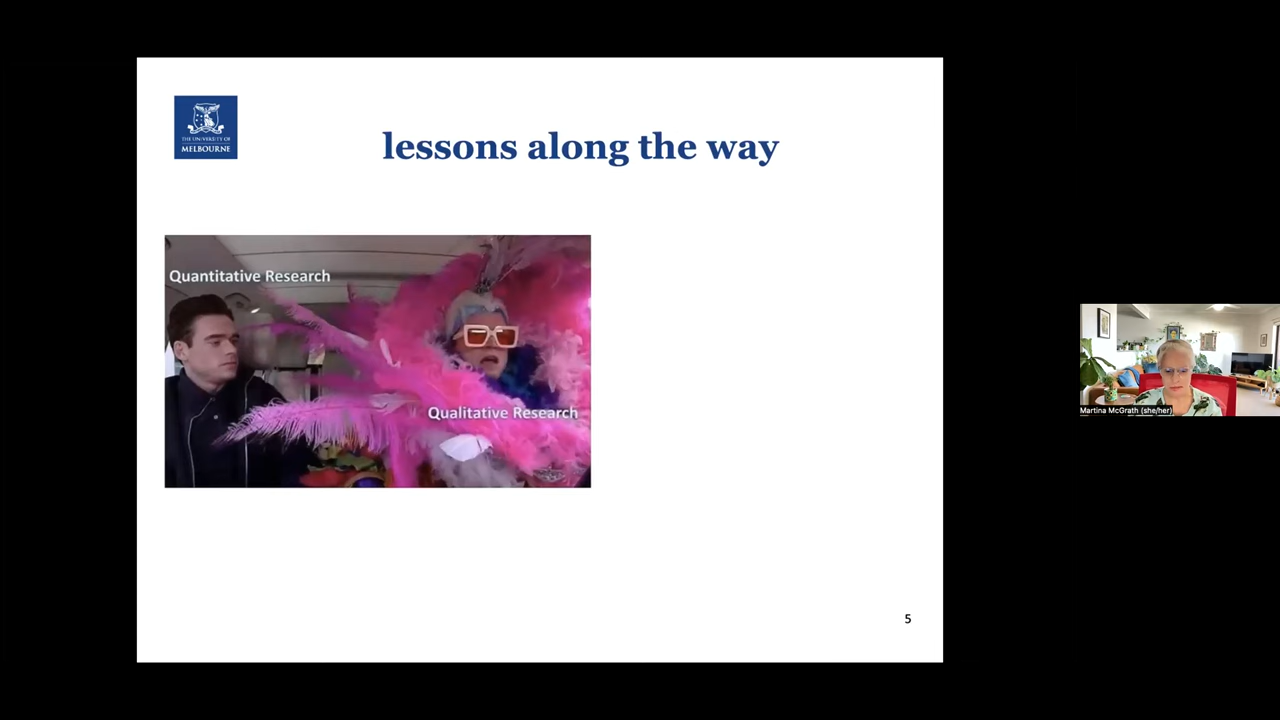 THE UNIVERSITY OF
MELBOURNE
lessons along the way
Quantitative Research
Qualitative Research
5
Martina McGrath (she/her)